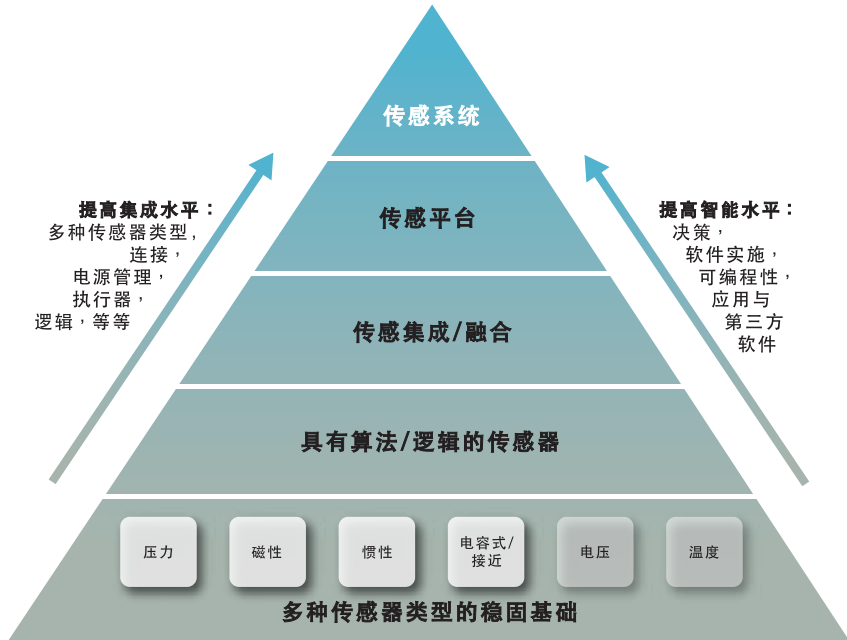 传感系统
提高集成水平：
多种传感器类型，
连接，
电源管理，
执行器，
逻辑，等等
提高智能水平：
决策，
软件实施，
可编程性，
应用与
第三方
软件
传感平台
传感集成/融合
具有算法/逻辑的传感器
压力
磁性
惯性
电容式/
接近
电压
温度
多种传感器类型的稳固基础